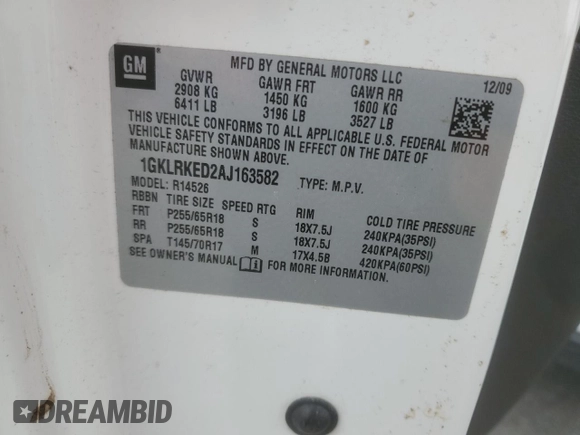 GM
MFD BY GENERAL MOTORS LLC
GVWR GAWR FRT GAWR RR 12/09
2908 KG 1450 KG 1600 KG
6411 LB 3196 LB 3527 LB
THIS VEHICLE CONFORMS TO ALL APPLICABLE U.S. FEDERAL MOTOR
VEHICLE SAFETY STANDARDS IN EFFECT ON THE DATE OF
MANUFACTURE SHOWN ABOVE.
1GKLRKED2AJ163582 TYPE: M.P.V.
MODEL: R14526
RBBN TIRE SIZE SPEED RTG RIM COLD TIRE PRESSURE
FRT P255/65R18 S 18X7.5J 240KPA(35PSI)
RR P255/65R18 S 18X7.5J 240KPA(35PSI)
SPA T145/70R17 M 17X4.5B 420KPA(60PSI)
SEE OWNER'S MANUAL FOR MORE INFORMATION.
DREAMBID